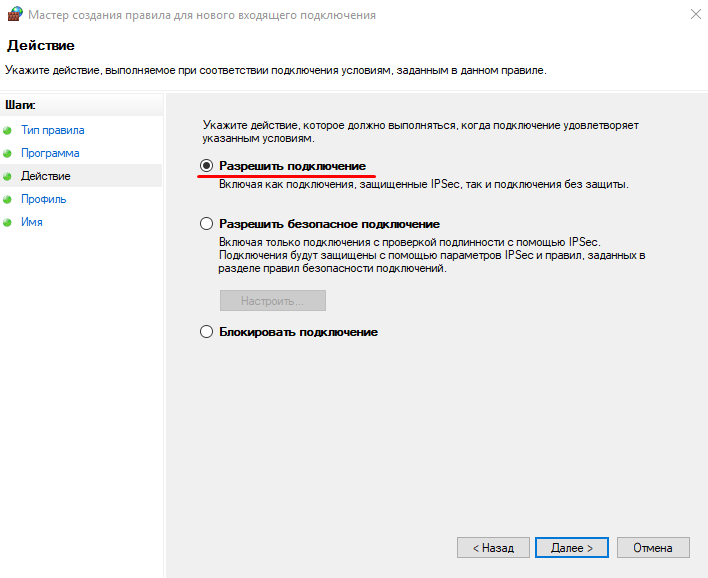 Мастер создания правила для нового входящего подключения
Действие
Укажите действие, выполняемое при соответствии подключения условиям, заданным в данном правиле.
Шаги:
Тип правила
Программа
Действие
Профиль
Имя
Укажите действие, которое должно выполняться, когда подключение удовлетворяет
указанным условиям.
Разрешить подключение
Включая как подключения, защищенные IPSec, так и подключения без защиты.
Разрешить безопасное подключение
Включая только подключения с проверкой подлинности с помощью IPSec.
Подключения будут защищены с помощью параметров IPSec и правил, заданных в
разделе правил безопасности подключений.
Настроить...
Блокировать подключение
< Назад
Далее >
Отмена